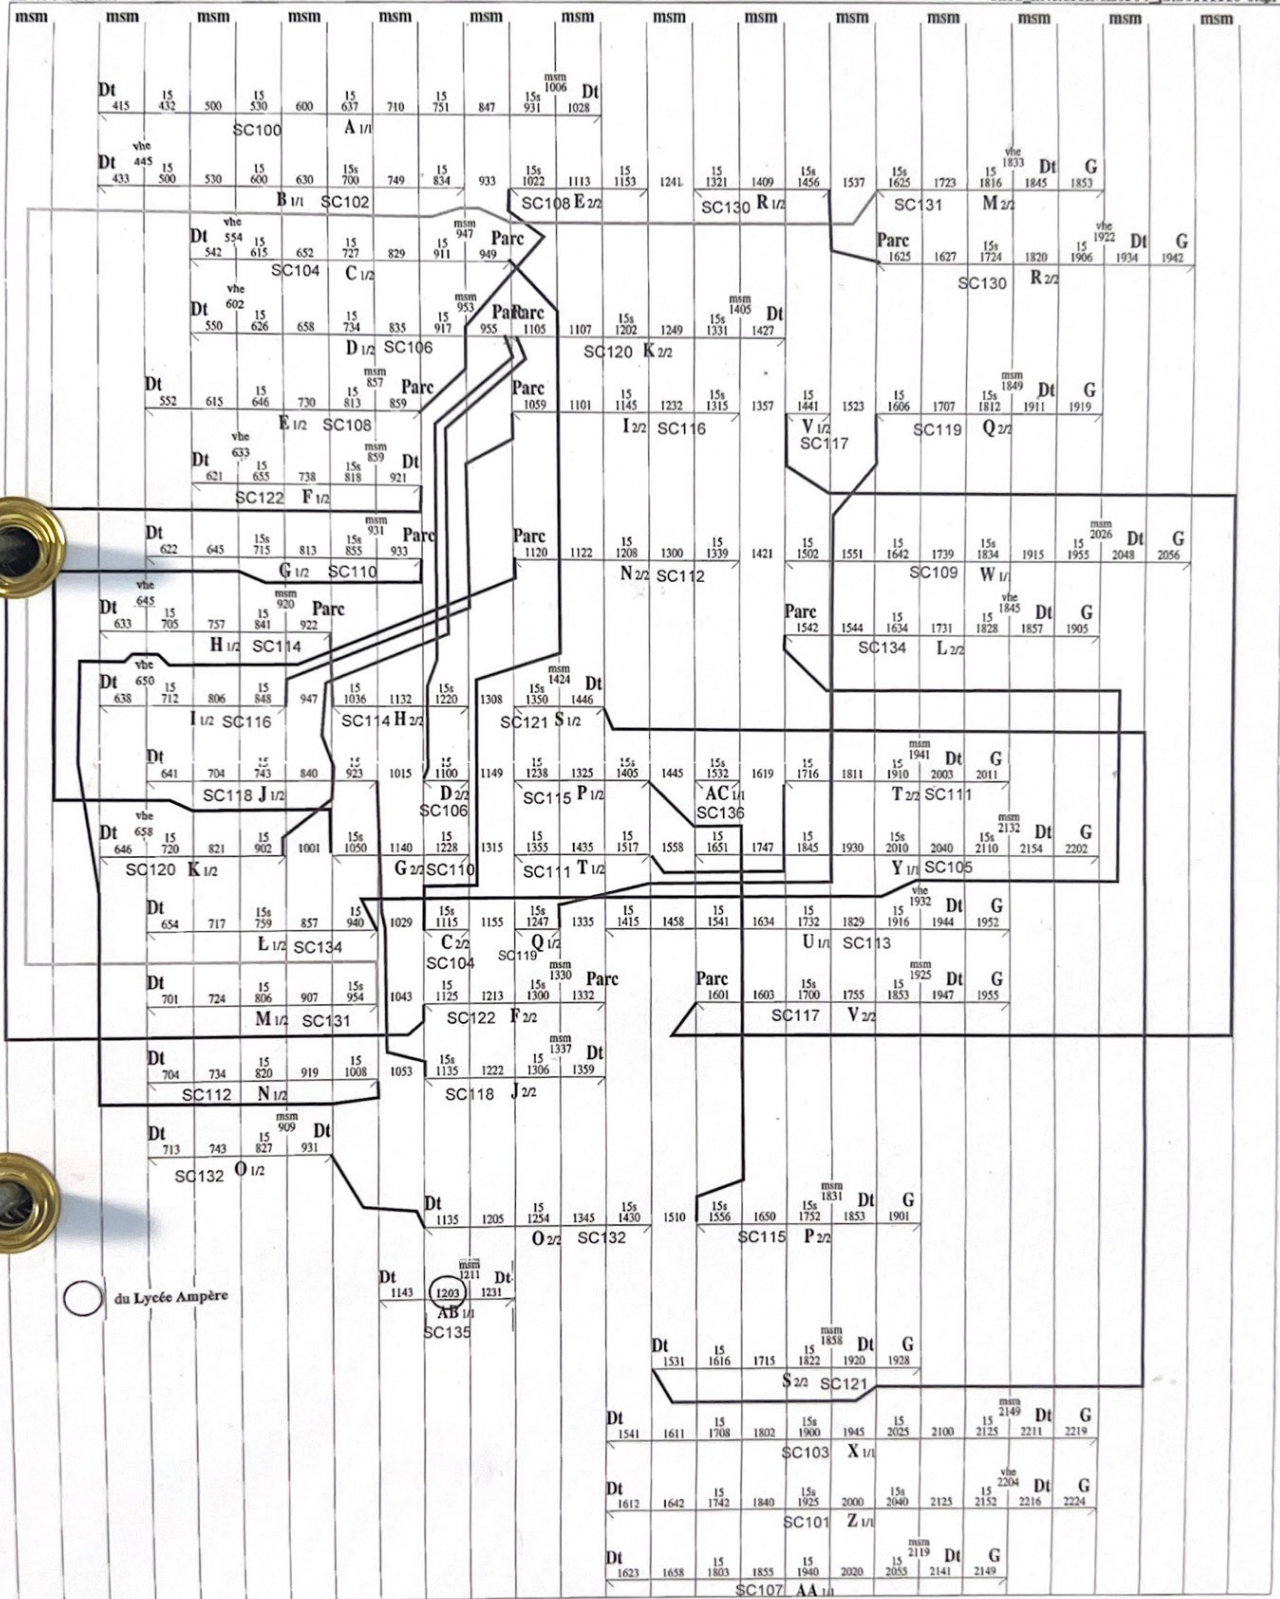 msm msm msm msm msm msm msm msm msm msm msm msm msm msm
msm
Dt 15 15 15 15 15s 1006 Dt
415 432 500 530 600 637 710 751 847 931 1028
SC100 A 1/1
vhe
Dt 445 15 15 15s 15
433 500 530 600 630 700 749 834 933
B 1/1 SC102
15s 15
1022 1113 1153 1241
SC108 E 2/2
15 15s
1321 1409 1456 1537
SC130 R 1/2
vhe
15s 15 1833 Dt G
1625 1723 1816 1845 1853
SC131 M 2/2
vhe msm
Dt 554 15 15 15 947 Parc
542 615 652 727 829 911 949
SC104 C 1/2
vhe
Parc 15s 15 1922 Dt G
1625 1627 1724 1820 1906 1934 1942
SC130 R 2/2
vhe msm
Dt 602 15 15 15 953 Parc
550 626 658 734 835 917 955
D 1/2 SC106
msm
Parc 15s 15s 1405 Dt
1105 1107 1202 1249 1331 1427
SC120 K 2/2
msm
Dt 15 15 857 Parc
552 615 646 730 813 859
E 1/2 SC108
Parc 15s 15s
1059 1101 1145 1232 1315 1357
I 2/2 SC116
15
1441 1523
V 1/2
SC117
msm
15s 15s 1849 Dt G
1606 1707 1812 1911 1919
SC119 Q 2/2
vhe msm
Dt 633 15 15s 859 Dt
621 655 738 818 921
SC122 F 1/2
msm
Dt 15s 15 931 Parc
622 645 715 813 855 933
G 1/2 SC110
Parc 15 15
1120 1122 1208 1300 1339 1421
N 2/2 SC112
msm
15 15 15s 15 2026 Dt G
1502 1551 1642 1739 1834 1915 1955 2048 2056
SC109 W 1/1
vhe msm
Dt 645 15 15 920 Parc
633 705 757 841 922
H 1/2 SC114
vhe
Parc 15 15 1845 Dt G
1542 1544 1634 1731 1828 1857 1905
SC134 L 2/2
vhe
Dt 650 15 15
638 712 806 848 947
I 1/2 SC116
15 15s
1036 1132 1220 1308
SC114 H 2/2
msm
15s 1424 Dt
1350 1446
SC121 S 1/2
Dt 15 15
641 704 743 840 923 1015
SC118 J 1/2
15
1100 1149
D 2/2
SC106
15 15
1238 1325 1405 1445
SC115 P 1/2
15
1532 1619
AC 1/1
SC136
msm
15 15 1941 Dt G
1716 1811 1910 2003 2011
T 2/2 SC111
vhe
Dt 658 15 15
646 720 821 902 1001
SC120 K 1/2
15s 15s
1050 1140 1228 1315
G 2/2 SC110
15s 15s
1355 1435 1517 1558
SC111 T 1/2
msm
15 15 15s 15s 2132 Dt G
1651 1747 1845 1930 2010 2040 2110 2154 2202
Y 1/1 SC105
Dt 15s 15
654 717 759 857 940 1029
L 1/2 SC134
15s
1115 1155
C 2/2
SC104
15s
1247 1335
Q 1/2
SC119
vhe
15 15s 15 15 1932 Dt G
1415 1458 1541 1634 1732 1829 1916 1944 1952
U 1/1 SC113
Dt 15 15s
701 724 806 907 954 1043
M 1/2 SC131
msm
15 15s 1330 Parc
1125 1213 1300 1332
SC122 F 2/2
msm
Parc 15s 15 1925 Dt G
1601 1603 1700 1755 1853 1947 1955
SC117 V 2/2
Dt 15 15
704 734 820 919 1008 1053
SC112 N 1/2
msm
15s 15 1337 Dt
1135 1222 1306 1359
SC118 J 2/2
msm
Dt 15 909 Dt
713 743 827 931
SC132 O 1/2
Dt 15 15s
1135 1205 1254 1345 1430 1510
O 2/2 SC132
msm
15s 15s 1831 Dt G
1556 1650 1752 1853 1901
SC115 P 2/2
du Lycée Ampère
msm
Dt 1211 Dt
1143 1203 1231
AB 1/1
SC135
msm
Dt 15 15 1858 Dt G
1531 1616 1715 1822 1920 1928
S 2/2 SC121
msm
Dt 15 15s 15 15 2149 Dt G
1541 1611 1708 1802 1900 1945 2025 2100 2125 2211 2219
SC103 X 1/1
vhe
Dt 15 15s 15s 15 2204 Dt G
1612 1642 1742 1840 1925 2000 2040 2125 2152 2216 2224
SC101 Z 1/1
msm
Dt 15 15 15 2119 Dt G
1623 1658 1803 1855 1940 2020 2055 2141 2149
SC107 AA 1/1